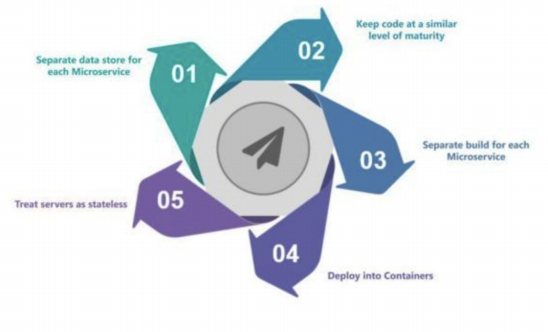 01
Separate data store for
each Microservice
02
Keep code at a similar
level of maturity
03
Separate build for each
Microservice
04
Deploy into Containers
05
Treat servers as stateless